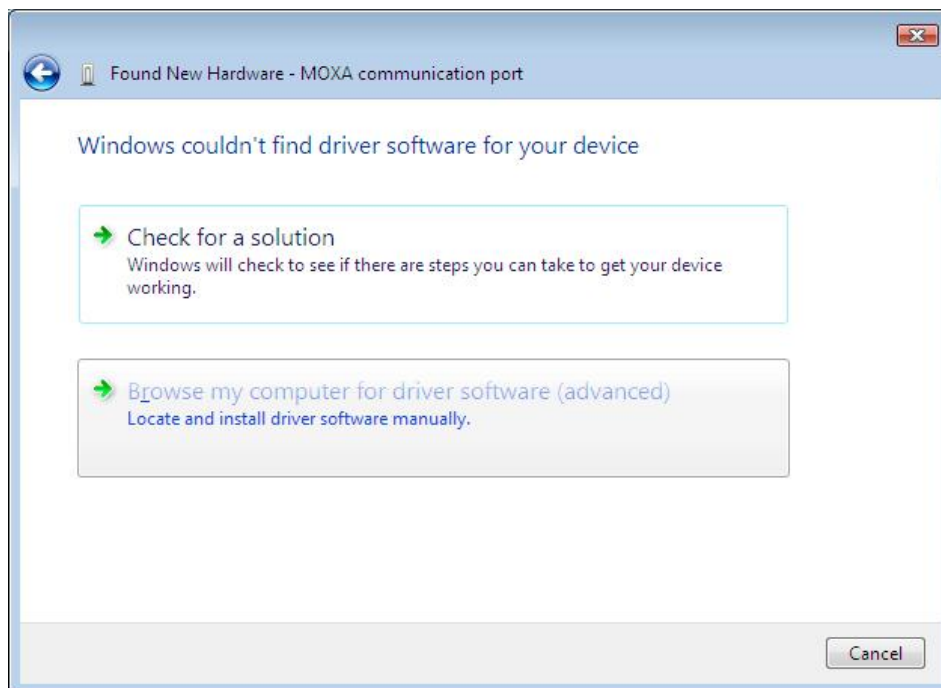 Found New Hardware - MOXA communication port
Windows couldn't find driver software for your device
Check for a solution
Windows will check to see if there are steps you can take to get your device
working.
Browse my computer for driver software (advanced)
Locate and install driver software manually.
Cancel